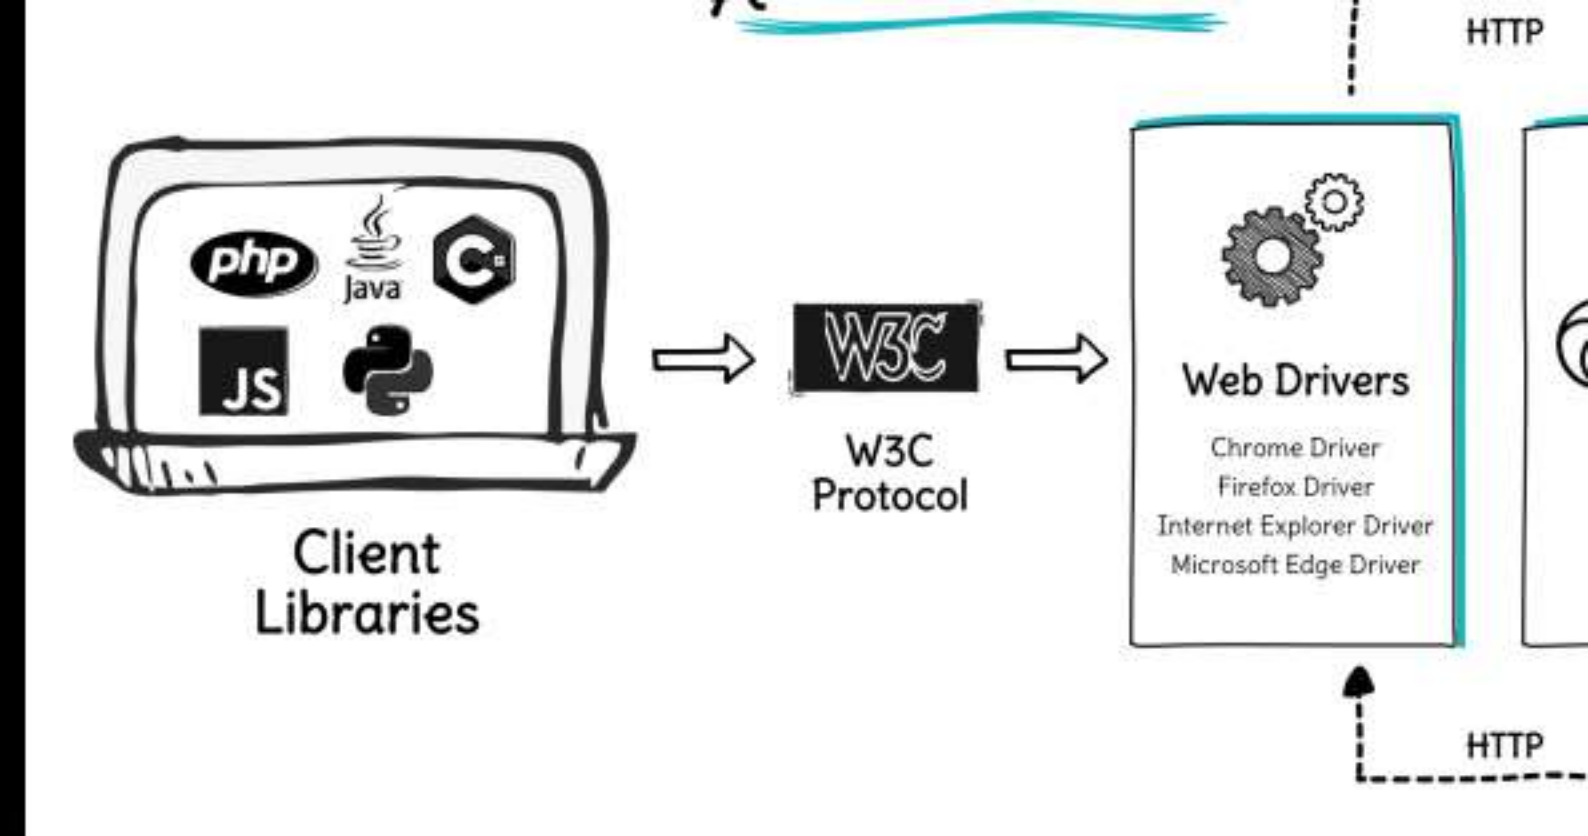 HTTP
php
Java
C#
JS
W3C
W3C
Protocol
Client
Libraries
Web Drivers
Chrome Driver
Firefox Driver
Internet Explorer Driver
Microsoft Edge Driver
HTTP